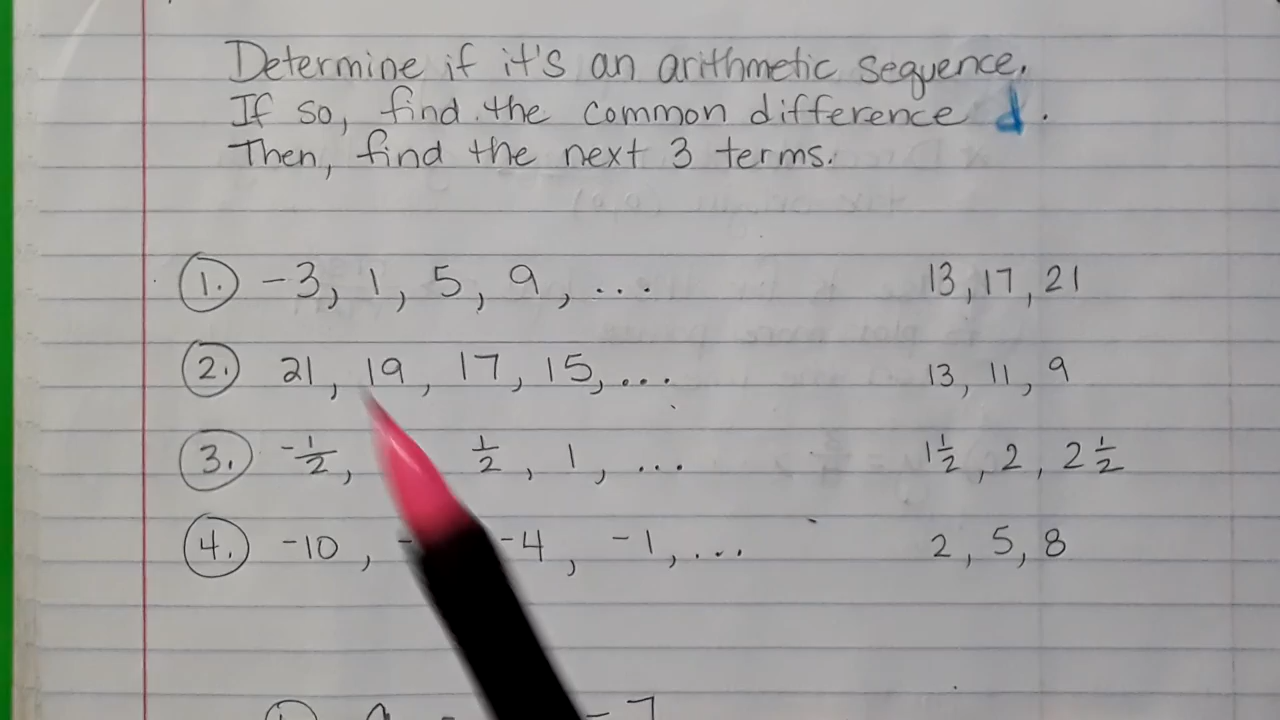 Determine if it's an arithmetic sequence.
If so, find the common difference d.
Then, find the next 3 terms.
1. -3, 1, 5, 9, ... 13, 17, 21
2. 21, 19, 17, 15, ... 13, 11, 9
3. -1/2, 1/2, 1, ... 1 1/2, 2, 2 1/2
4. -10, -4, -1, ... 2, 5, 8